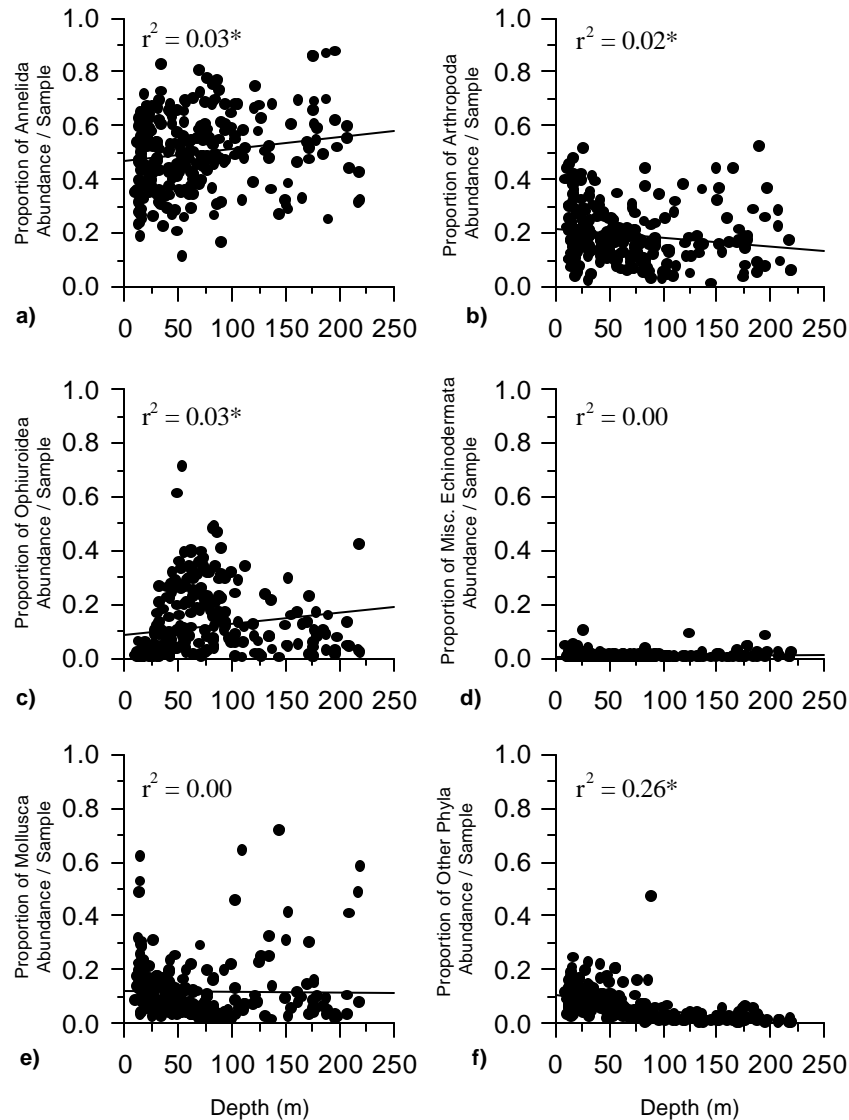 r² = 0.03*
Proportion of Annelida
Abundance / Sample
1.0
0.8
0.6
0.4
0.2
0.0
0 50 100 150 200 250
a)
r² = 0.02*
Proportion of Arthropoda
Abundance / Sample
1.0
0.8
0.6
0.4
0.2
0.0
0 50 100 150 200 250
b)
r² = 0.03*
Proportion of Ophiuroidea
Abundance / Sample
1.0
0.8
0.6
0.4
0.2
0.0
0 50 100 150 200 250
c)
r² = 0.00
Proportion of Misc. Echinodermata
Abundance / Sample
1.0
0.8
0.6
0.4
0.2
0.0
0 50 100 150 200 250
d)
r² = 0.00
Proportion of Mollusca
Abundance / Sample
1.0
0.8
0.6
0.4
0.2
0.0
0 50 100 150 200 250
e)
Depth (m)
r² = 0.26*
Proportion of Other Phyla
Abundance / Sample
1.0
0.8
0.6
0.4
0.2
0.0
0 50 100 150 200 250
f)
Depth (m)